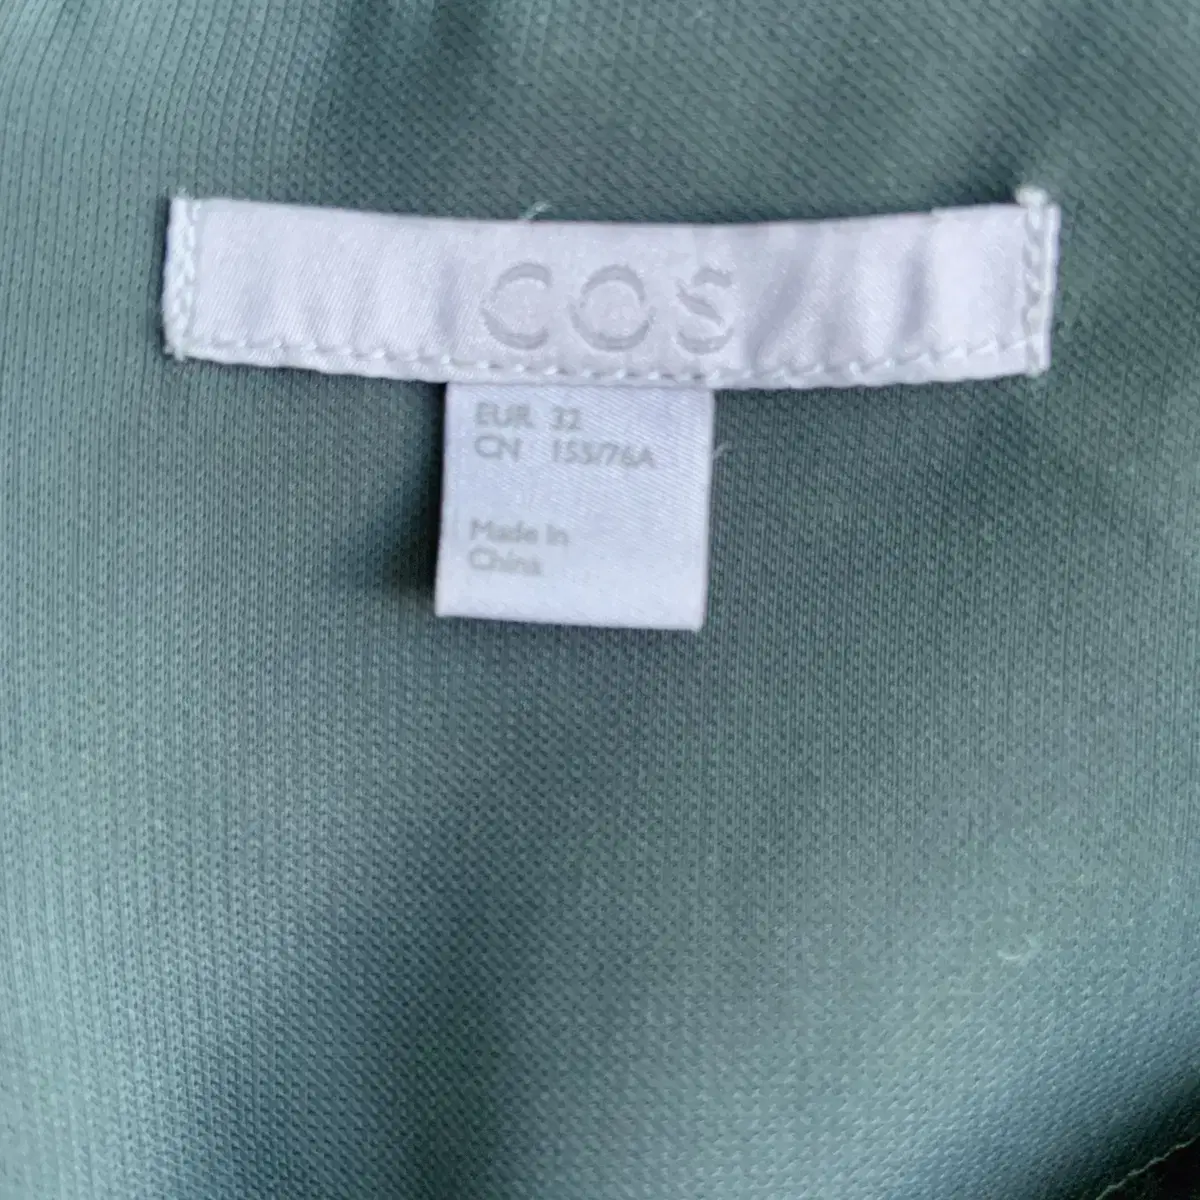 COS
EUR 32
CN 155/76A
Made in
China